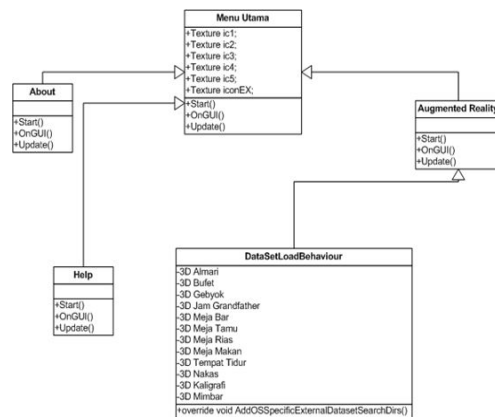 Menu Utama
+Texture ic1;
+Texture ic2;
+Texture ic3;
+Texture ic4;
+Texture ic5;
+Texture iconEX;
+Start()
+OnGUI()
+Update()
About
+Start()
+OnGUI()
+Update()
Augmented Reality
+Start()
+OnGUI()
+Update()
Help
+Start()
+OnGUI()
+Update()
DataSetLoadBehaviour
-3D Almari
-3D Bufet
-3D Gebyok
-3D Jam Grandfather
-3D Meja Bar
-3D Meja Tamu
-3D Meja Rias
-3D Meja Makan
-3D Tempat Tidur
-3D Nakas
-3D Kaligrafi
-3D Mimbar
+override void AddOSSpecificExternalDatasetSearchDirs()